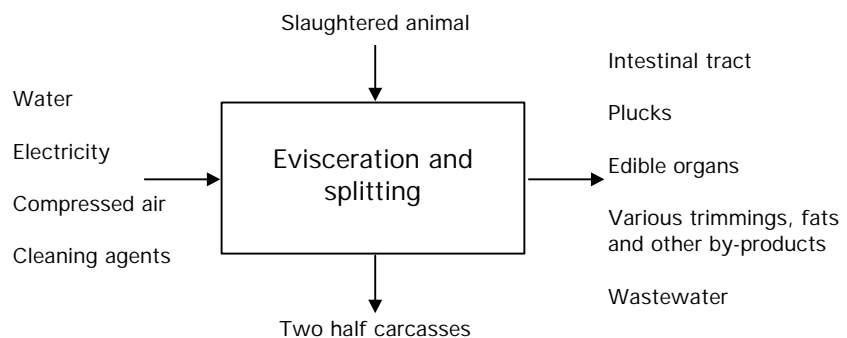 Slaughtered animal
Water
Electricity
Compressed air
Cleaning agents
Evisceration and
splitting
Intestinal tract
Plucks
Edible organs
Various trimmings, fats
and other by-products
Wastewater
Two half carcasses